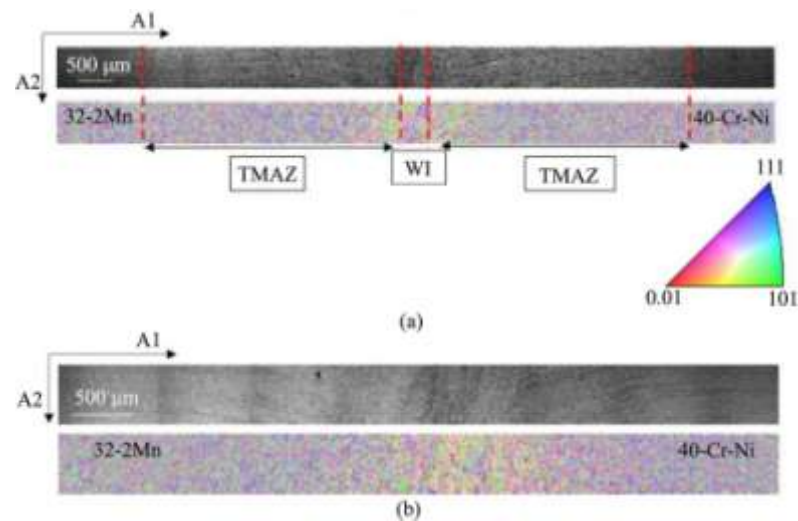 A1
500 μm
A2
32-2Mn
40-Cr-Ni
TMAZ
WI
TMAZ
111
0.01
101
(a)
A1
A2
500 μm
32-2Mn
40-Cr-Ni
(b)